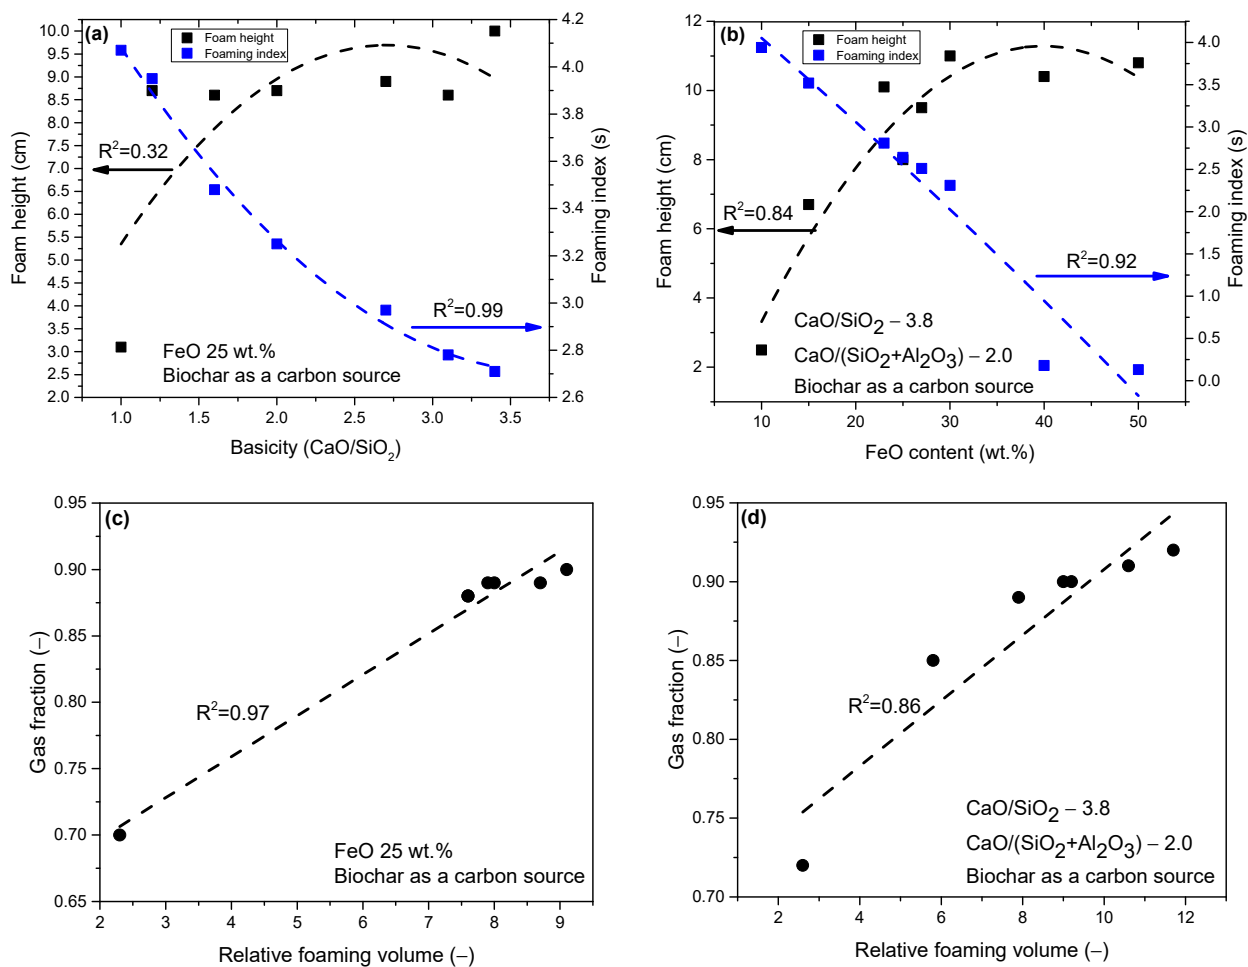 (a)
Foam height
Foaming index
R²=0.32
R²=0.99
FeO 25 wt.%
Biochar as a carbon source
10.0
9.5
9.0
8.5
8.0
7.5
7.0
6.5
6.0
5.5
5.0
4.5
4.0
3.5
3.0
2.5
2.0
Foam height (cm)
4.2
4.0
3.8
3.6
3.4
3.2
3.0
2.8
2.6
Foaming index (s)
1.0 1.5 2.0 2.5 3.0 3.5
Basicity (CaO/SiO₂)
(b)
Foam height
Foaming index
R²=0.84
R²=0.92
CaO/SiO₂ – 3.8
CaO/(SiO₂+Al₂O₃) – 2.0
Biochar as a carbon source
12
10
8
6
4
2
Foam height (cm)
4.0
3.5
3.0
2.5
2.0
1.5
1.0
0.5
0.0
Foaming index (s)
10 20 30 40 50
FeO content (wt.%)
(c)
R²=0.97
FeO 25 wt.%
Biochar as a carbon source
0.95
0.90
0.85
0.80
0.75
0.70
0.65
Gas fraction (–)
2 3 4 5 6 7 8 9
Relative foaming volume (–)
(d)
R²=0.86
CaO/SiO₂ – 3.8
CaO/(SiO₂+Al₂O₃) – 2.0
Biochar as a carbon source
0.95
0.90
0.85
0.80
0.75
0.70
Gas fraction (–)
2 4 6 8 10 12
Relative foaming volume (–)